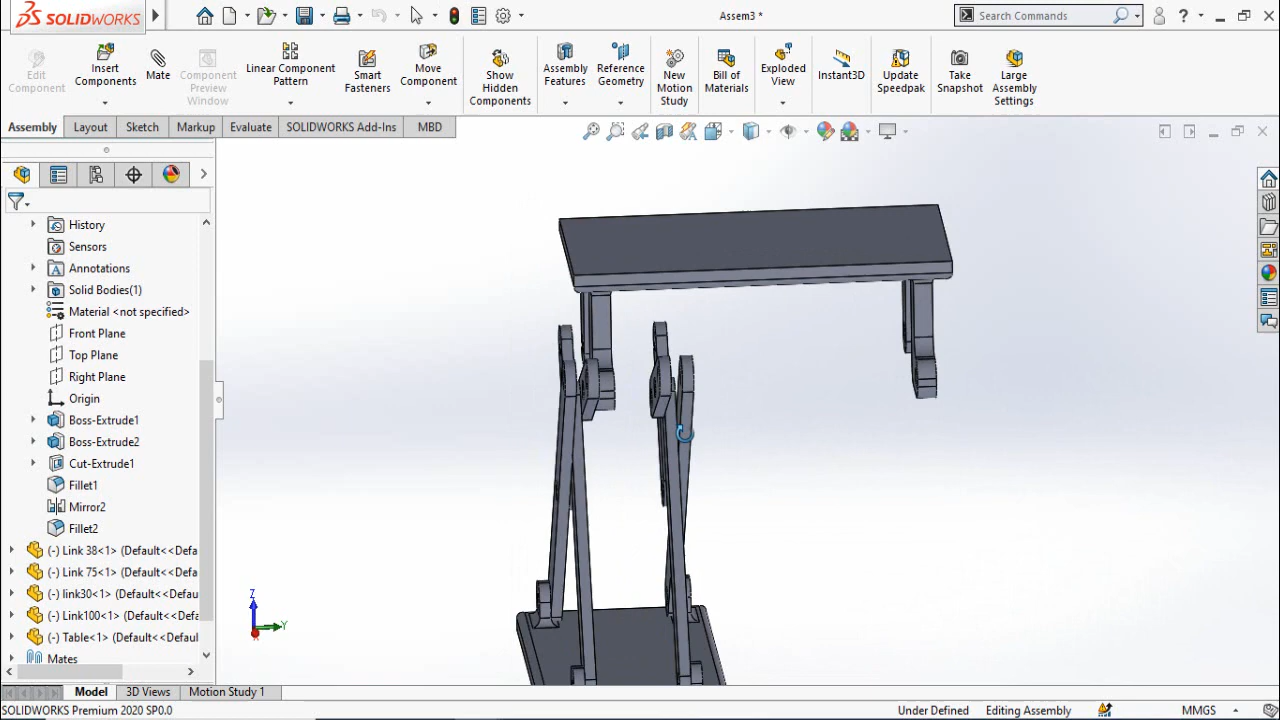 SOLIDWORKS
Assem3 *
Search Commands
?
Edit Component
Insert Components
Mate
Component Preview Window
Linear Component Pattern
Smart Fasteners
Move Component
Show Hidden Components
Assembly Features
Reference Geometry
New Motion Study
Bill of Materials
Exploded View
Instant3D
Update Speedpak
Take Snapshot
Large Assembly Settings
Assembly
Layout
Sketch
Markup
Evaluate
SOLIDWORKS Add-Ins
MBD
History
Sensors
Annotations
Solid Bodies(1)
Material <not specified>
Front Plane
Top Plane
Right Plane
Origin
Boss-Extrude1
Boss-Extrude2
Cut-Extrude1
Fillet1
Mirror2
Fillet2
(-) Link 38<1> (Default<<Defa
(-) Link 75<1> (Default<<Defa
(-) link30<1> (Default<<Defau
(-) Link100<1> (Default<<Defa
(-) Table<1> (Default<<Defaul
Mates
Z
Y
Model
3D Views
Motion Study 1
SOLIDWORKS Premium 2020 SP0.0
Under Defined
Editing Assembly
MMGS